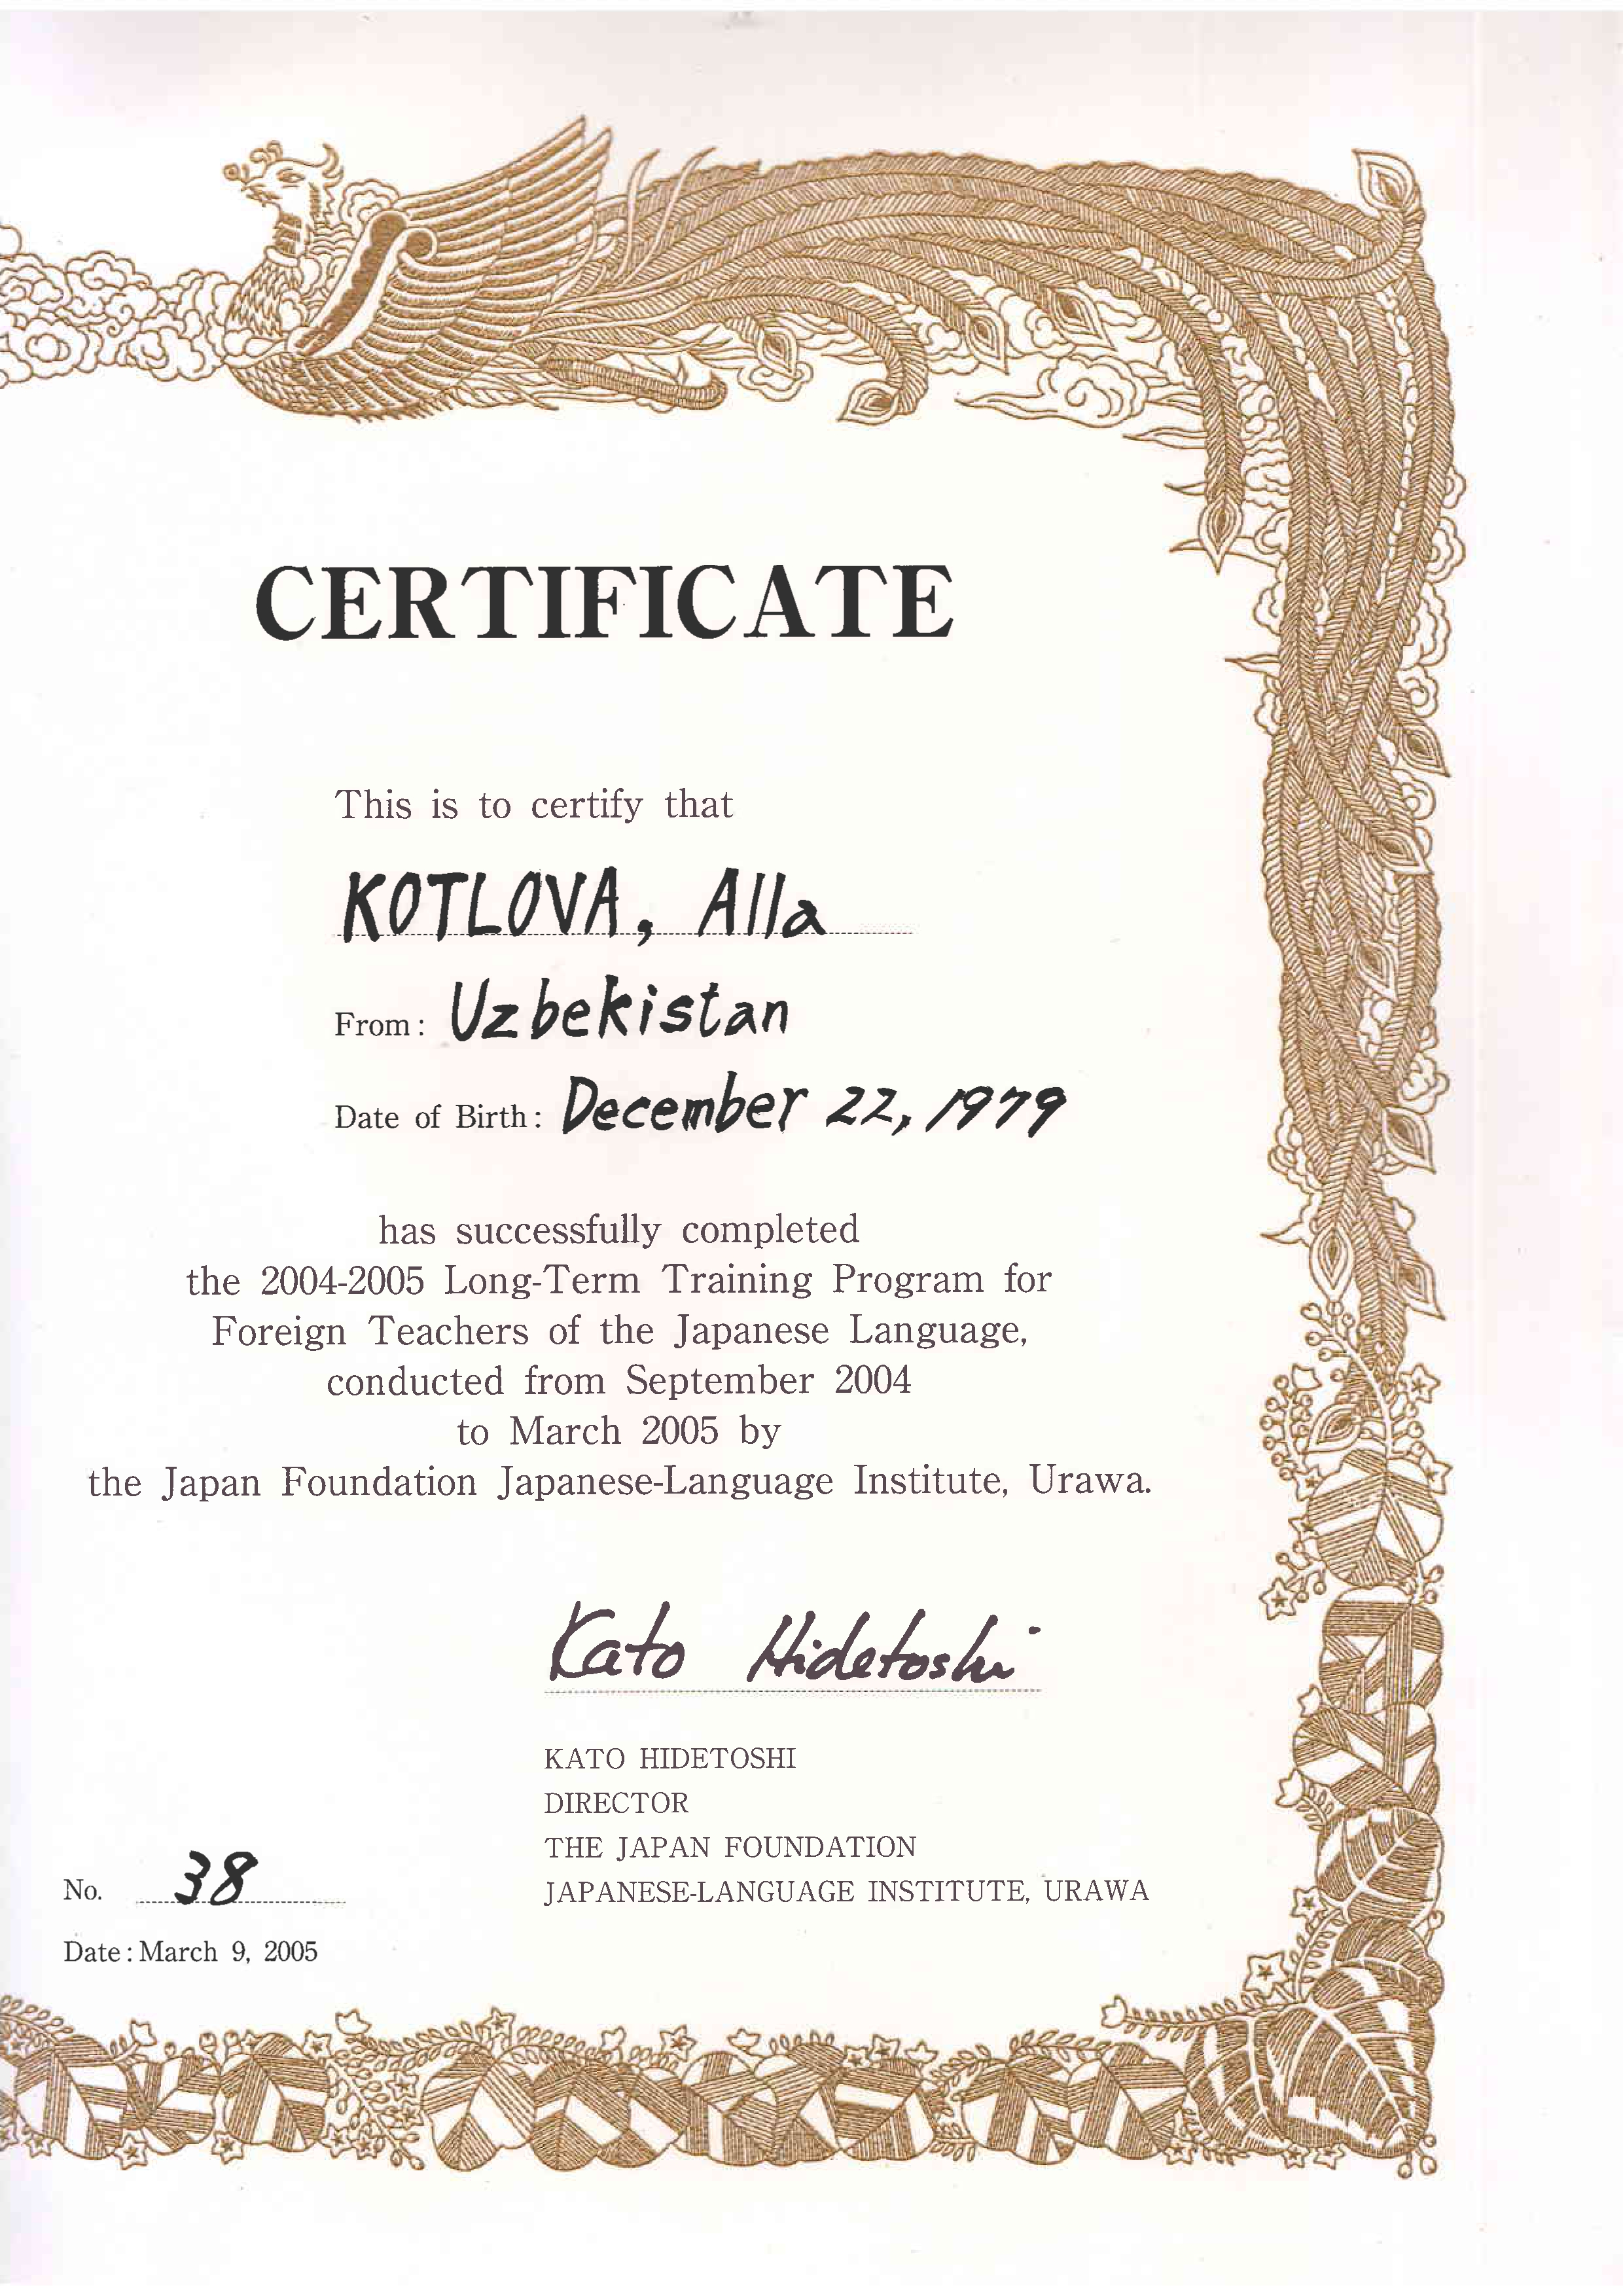 CERTIFICATE
This is to certify that
KOTLOVA, Alla
From: Uzbekistan
Date of Birth: December 22, 1979
has successfully completed
the 2004-2005 Long-Term Training Program for
Foreign Teachers of the Japanese Language,
conducted from September 2004
to March 2005 by
the Japan Foundation Japanese-Language Institute, Urawa.
Kato Hidetoshi
KATO HIDETOSHI
DIRECTOR
THE JAPAN FOUNDATION
JAPANESE-LANGUAGE INSTITUTE, URAWA
No. 38
Date: March 9, 2005